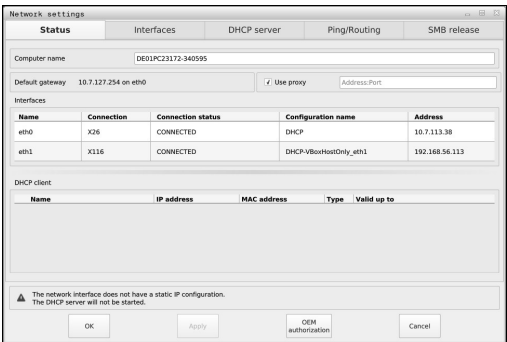 Network settings
Status Interfaces DHCP server Ping/Routing SMB release
Computer name DE01PC23172-340595
Default gateway 10.7.127.254 on eth0 Use proxy Address:Port
Interfaces
Name Connection Connection status Configuration name Address
eth0 X26 CONNECTED DHCP 10.7.113.38
eth1 X116 CONNECTED DHCP-VBoxHostOnly_eth1 192.168.56.113
DHCP client
Name IP address MAC address Type Valid up to
The network interface does not have a static IP configuration.
The DHCP server will not be started.
OK Apply OEM authorization Cancel